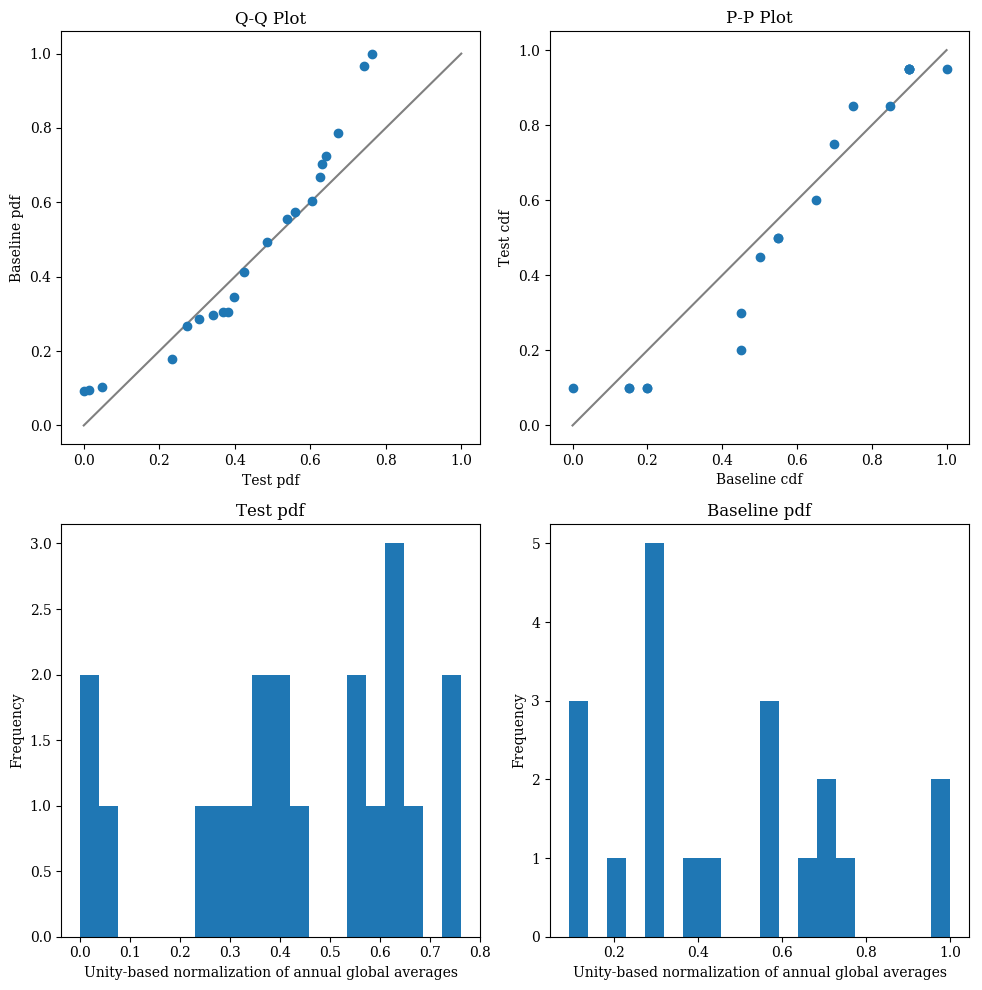 Q-Q Plot
1.0
0.8
0.6
0.4
0.2
0.0
Baseline pdf
0.0 0.2 0.4 0.6 0.8 1.0
Test pdf
P-P Plot
1.0
0.8
0.6
0.4
0.2
0.0
Test cdf
0.0 0.2 0.4 0.6 0.8 1.0
Baseline cdf
Test pdf
3.0
2.5
2.0
1.5
1.0
0.5
0.0
Frequency
0.0 0.1 0.2 0.3 0.4 0.5 0.6 0.7 0.8
Unity-based normalization of annual global averages
Baseline pdf
5
4
3
2
1
0
Frequency
0.2 0.4 0.6 0.8 1.0
Unity-based normalization of annual global averages